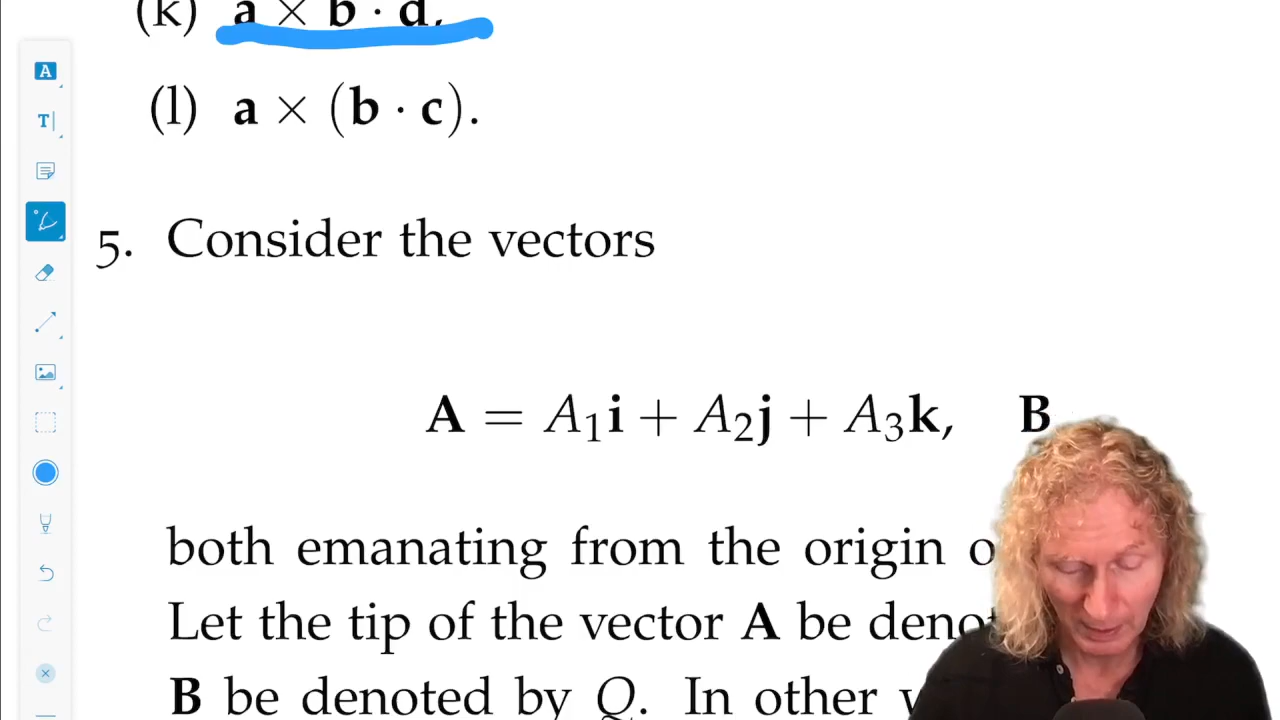 (k) a × b · d,
(l) a × (b · c).
5. Consider the vectors
A = A₁i + A₂j + A₃k, B
both emanating from the origin
Let the tip of the vector A be
B be denoted by Q. In other